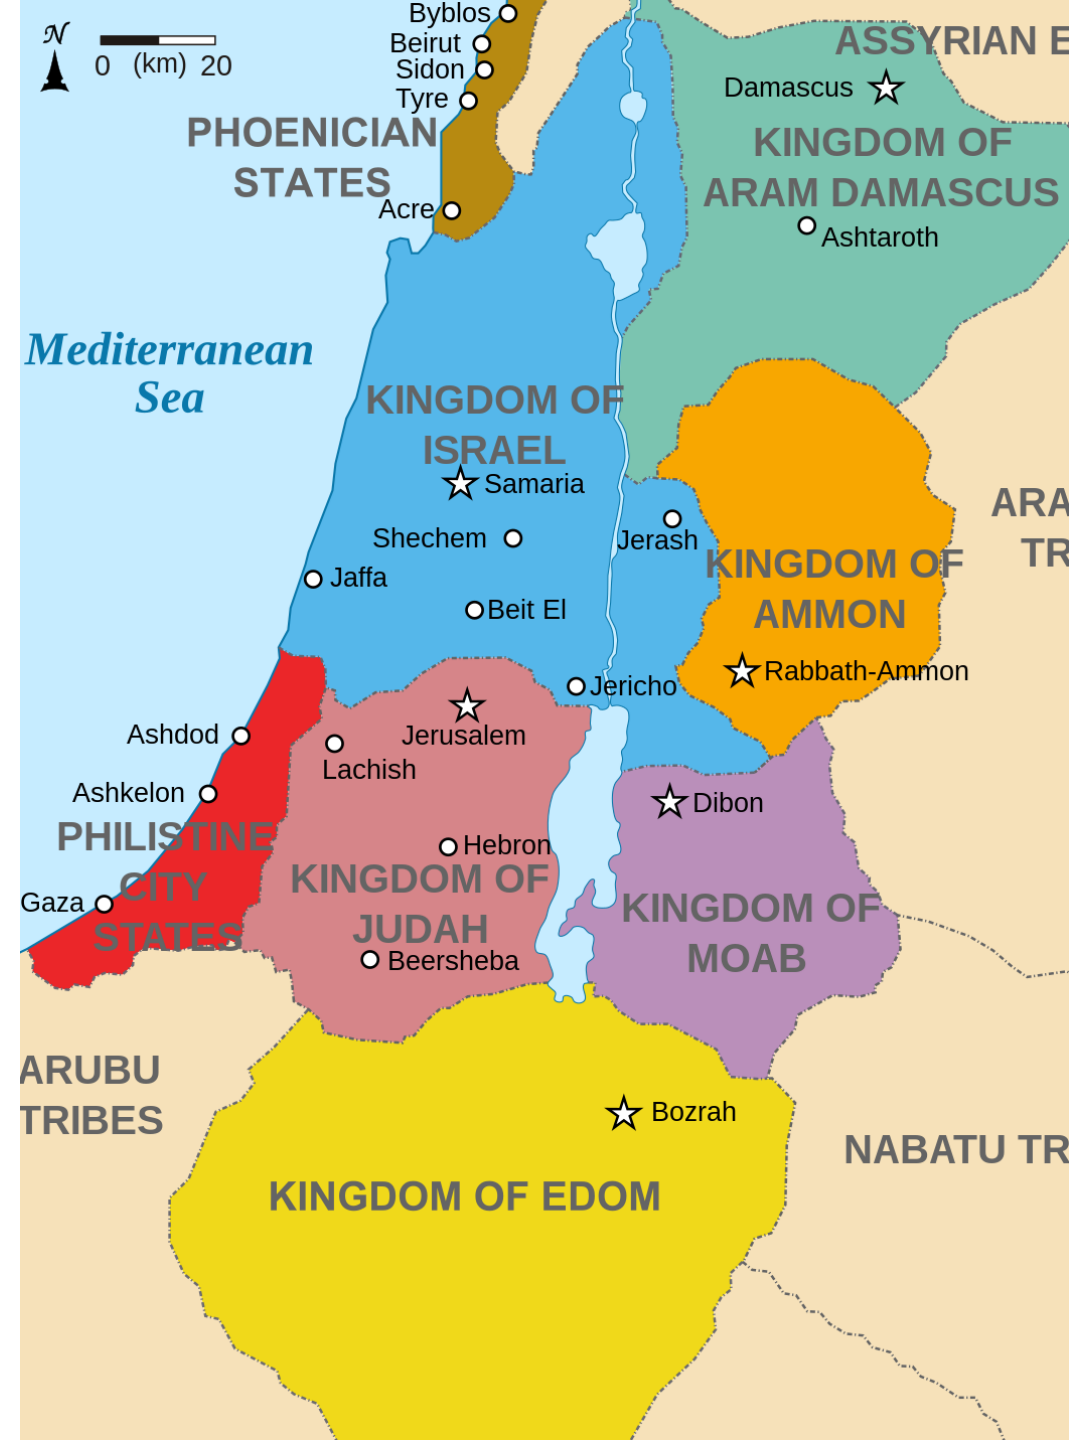 Byblos
N
Beirut
0 (km) 20
Sidon
ASSYRIAN E
Damascus
Tyre
PHOENICIAN
STATES
KINGDOM OF
ARAM DAMASCUS
Acre
Ashtaroth
Mediterranean
Sea
KINGDOM OF
ISRAEL
Samaria
ARA
TR
Shechem
Jerash
KINGDOM OF
AMMON
Jaffa
Beit El
Rabbath-Ammon
Jericho
Ashdod
Jerusalem
Lachish
Ashkelon
Dibon
PHILISTINE
CITY
STATES
Hebron
KINGDOM OF
JUDAH
Gaza
KINGDOM OF
MOAB
Beersheba
ARUBU
TRIBES
Bozrah
NABATU TR
KINGDOM OF EDOM